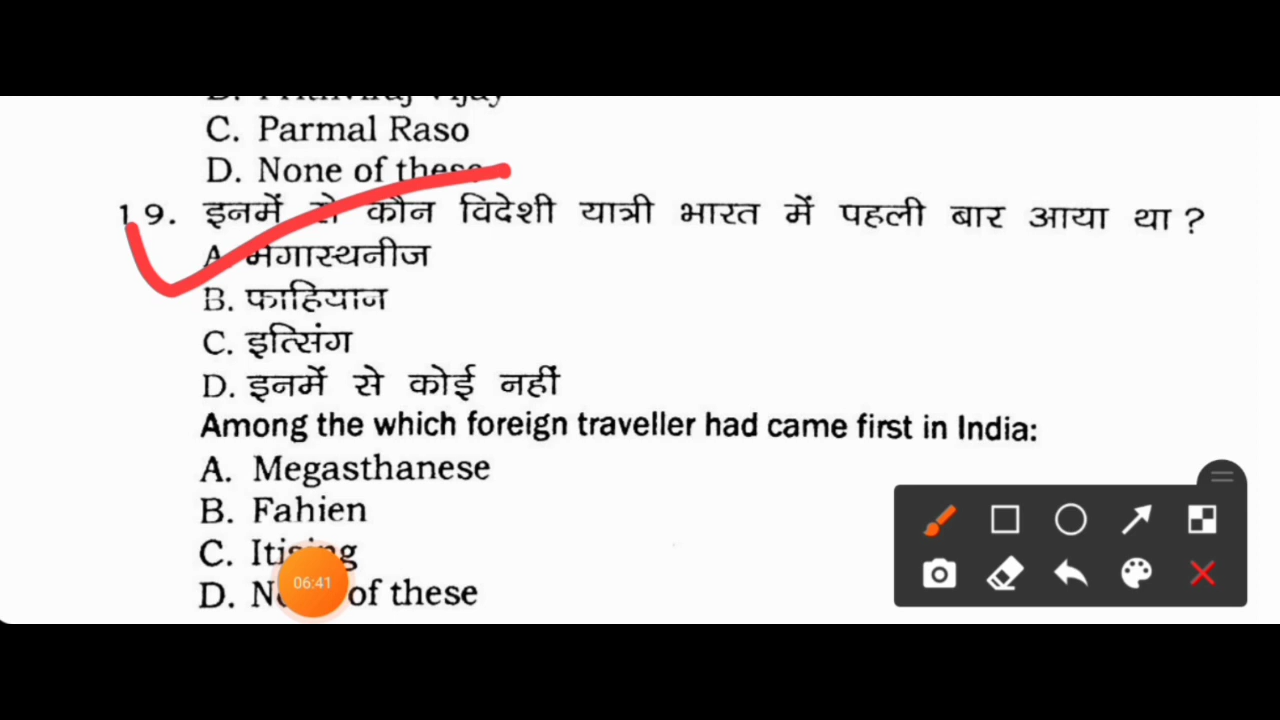 C. Parmal Raso
D. None of these
19. इनमें से कौन विदेशी यात्री भारत में पहली बार आया था ?
A. मेगास्थनीज
B. फाहियान
C. इत्सिंग
D. इनमें से कोई नहीं
Among the which foreign traveller had came first in India:
A. Megasthanese
B. Fahien
C.
D. of these
06:41